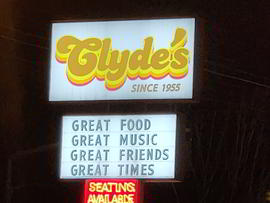 Clyde's
SINCE 1955
GREAT FOOD
GREAT MUSIC
GREAT FRIENDS
GREAT TIMES
SEATING
AVAILABLE